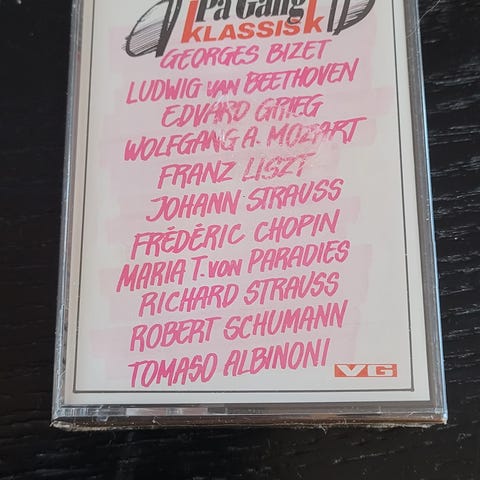 På Gang
KLASSISK
GEORGES BIZET
LUDWIG van BEETHOVEN
EDVARD GRIEG
WOLFGANG A. MOZART
FRANZ LISZT
JOHANN STRAUSS
FRÉDÉRIC CHOPIN
MARIA T. von PARADIES
RICHARD STRAUSS
ROBERT SCHUMANN
TOMASO ALBINONI
VG